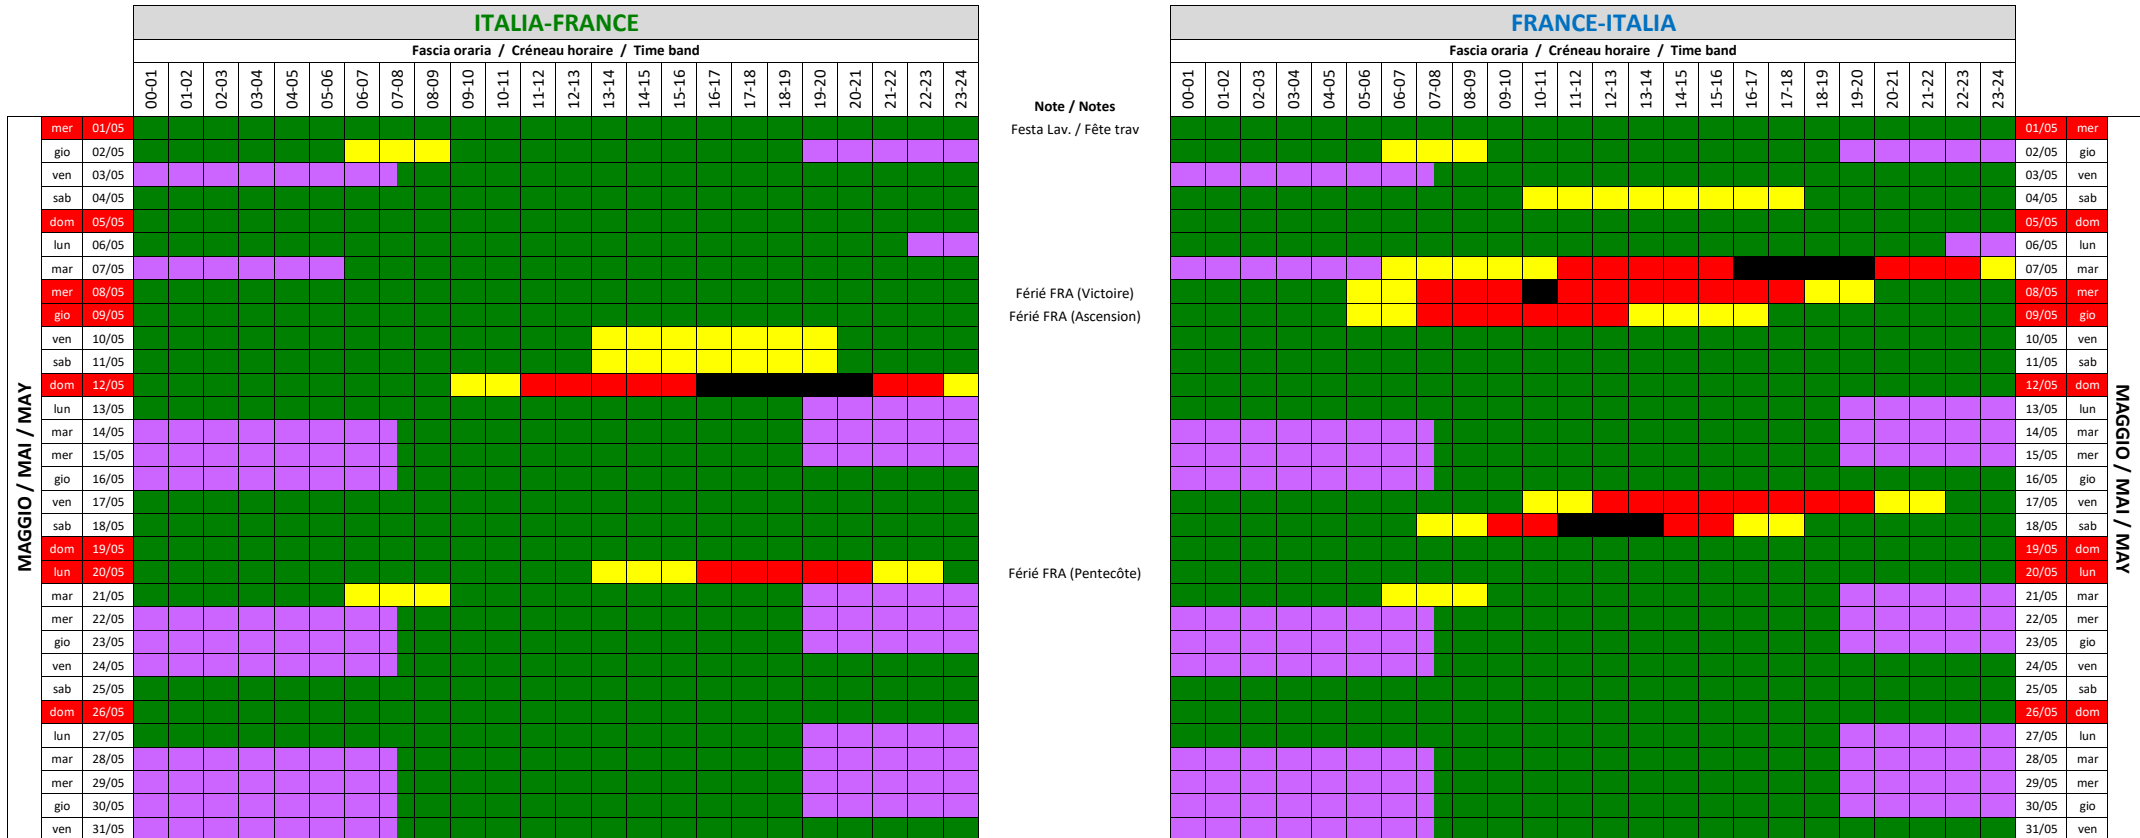 ITALIA-FRANCE
Fascia oraria / Créneau horaire / Time band
00-01 01-02 02-03 03-04 04-05 05-06 06-07 07-08 08-09 09-10 10-11 11-12 12-13 13-14 14-15 15-16 16-17 17-18 18-19 19-20 20-21 21-22 22-23 23-24
Note / Notes
FRANCE-ITALIA
Fascia oraria / Créneau horaire / Time band
00-01 01-02 02-03 03-04 04-05 05-06 06-07 07-08 08-09 09-10 10-11 11-12 12-13 13-14 14-15 15-16 16-17 17-18 18-19 19-20 20-21 21-22 22-23 23-24
MAGGIO / MAI / MAY
mer 01/05 Festa Lav. / Fête trav 01/05 mer
gio 02/05 02/05 gio
ven 03/05 03/05 ven
sab 04/05 04/05 sab
dom 05/05 05/05 dom
lun 06/05 06/05 lun
mar 07/05 07/05 mar
mer 08/05 Férié FRA (Victoire) 08/05 mer
gio 09/05 Férié FRA (Ascension) 09/05 gio
ven 10/05 10/05 ven
sab 11/05 11/05 sab
dom 12/05 12/05 dom
lun 13/05 13/05 lun
mar 14/05 14/05 mar
mer 15/05 15/05 mer
gio 16/05 16/05 gio
ven 17/05 17/05 ven
sab 18/05 18/05 sab
dom 19/05 19/05 dom
lun 20/05 Férié FRA (Pentecôte) 20/05 lun
mar 21/05 21/05 mar
mer 22/05 22/05 mer
gio 23/05 23/05 gio
ven 24/05 24/05 ven
sab 25/05 25/05 sab
dom 26/05 26/05 dom
lun 27/05 27/05 lun
mar 28/05 28/05 mar
mer 29/05 29/05 mer
gio 30/05 30/05 gio
ven 31/05 31/05 ven
MAGGIO / MAI / MAY